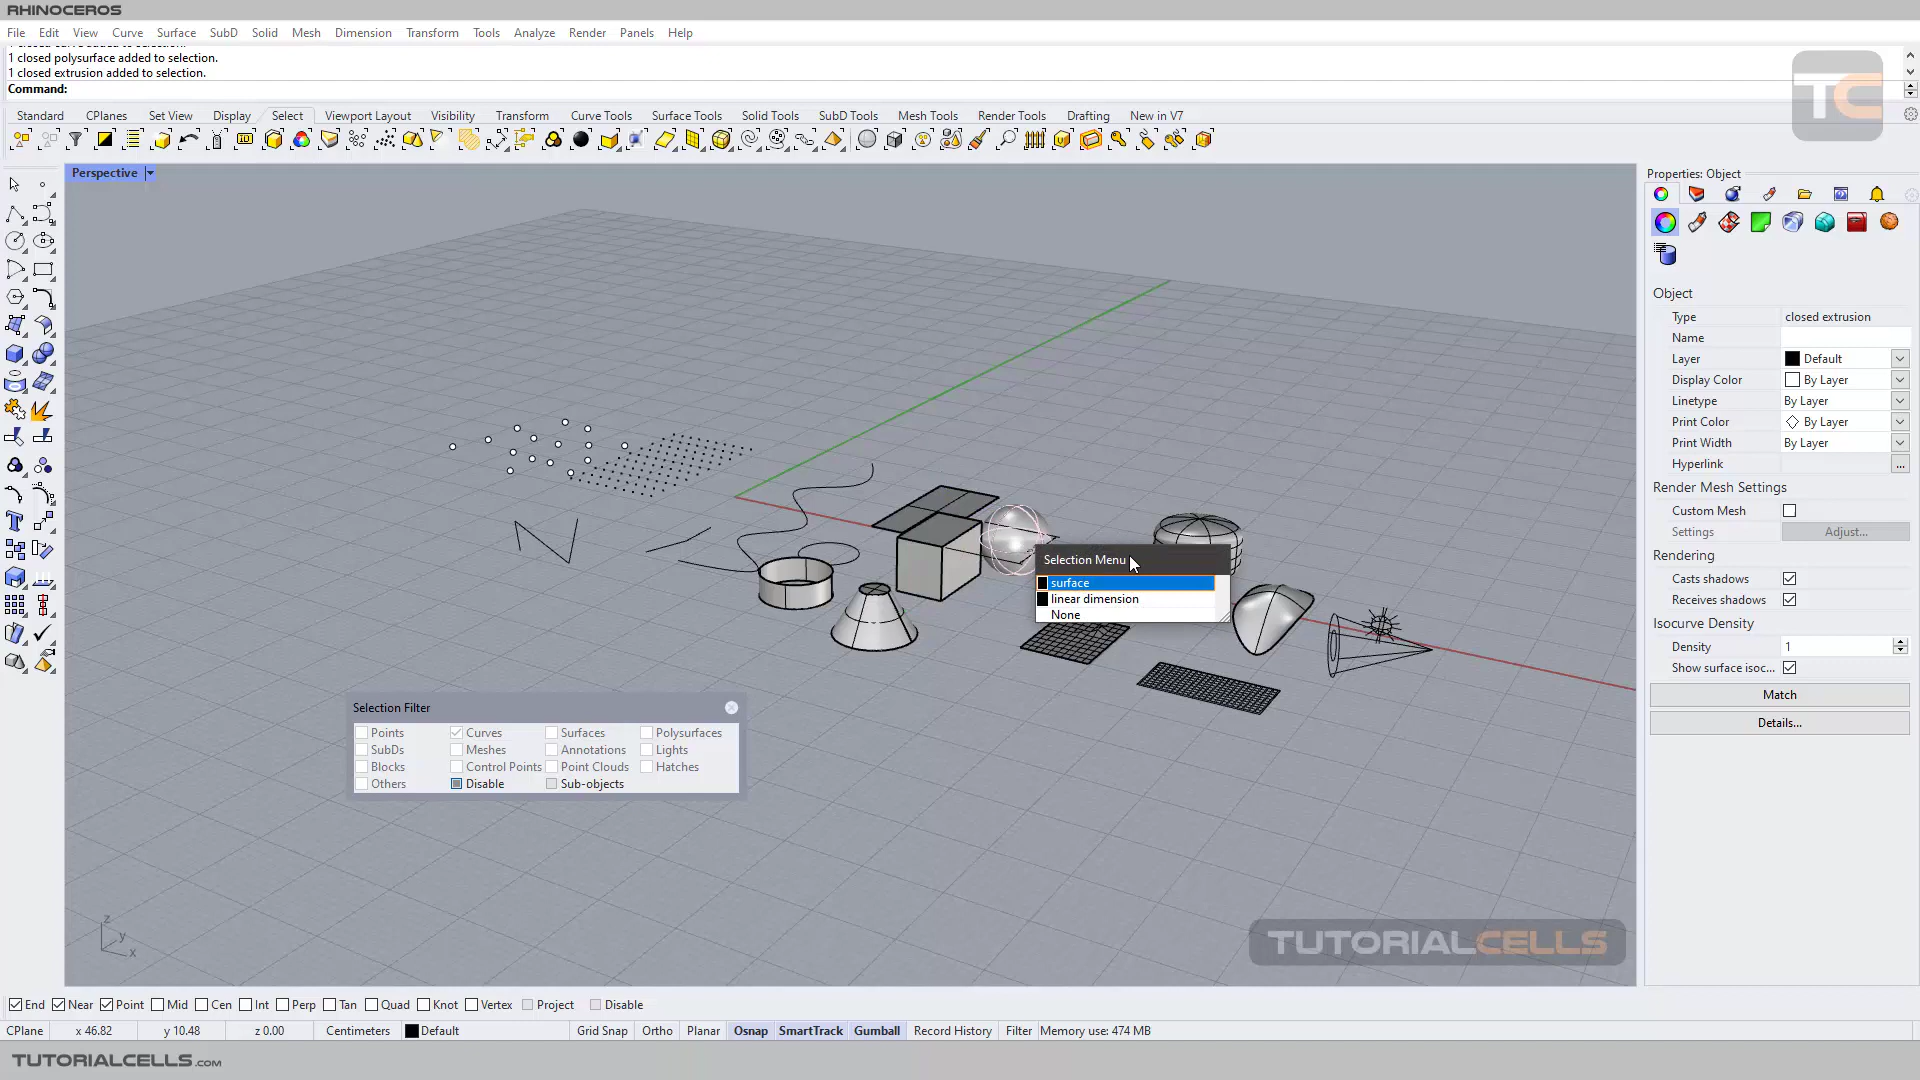 RHINOCEROS
File Edit View Curve Surface SubD Solid Mesh Dimension Transform Tools Analyze Render Panels Help
1 closed polysurface added to selection.
1 closed extrusion added to selection.
Command:
TC
Standard CPlanes Set View Display Select Viewport Layout Visibility Transform Curve Tools Surface Tools Solid Tools SubD Tools Mesh Tools Render Tools Drafting New in V7
Perspective
Properties: Object
Object
Type closed extrusion
Name
Layer Default
Display Color By Layer
Linetype By Layer
Print Color By Layer
Print Width By Layer
Hyperlink ...
Render Mesh Settings
Custom Mesh
Settings Adjust...
Rendering
Casts shadows
Receives shadows
Isocurve Density
Density 1
Show surface isoc...
Match
Details...
Selection Menu
surface
linear dimension
None
Selection Filter
Points Curves Surfaces Polysurfaces
SubDs Meshes Annotations Lights
Blocks Control Points Point Clouds Hatches
Others Disable Sub-objects
z
y
x
TUTORIALCELLS
End Near Point Mid Cen Int Perp Tan Quad Knot Vertex Project Disable
CPlane x 46.82 y 10.48 z 0.00 Centimeters Default Grid Snap Ortho Planar Osnap SmartTrack Gumball Record History Filter Memory use: 474 MB
TUTORIALCELLS.COM